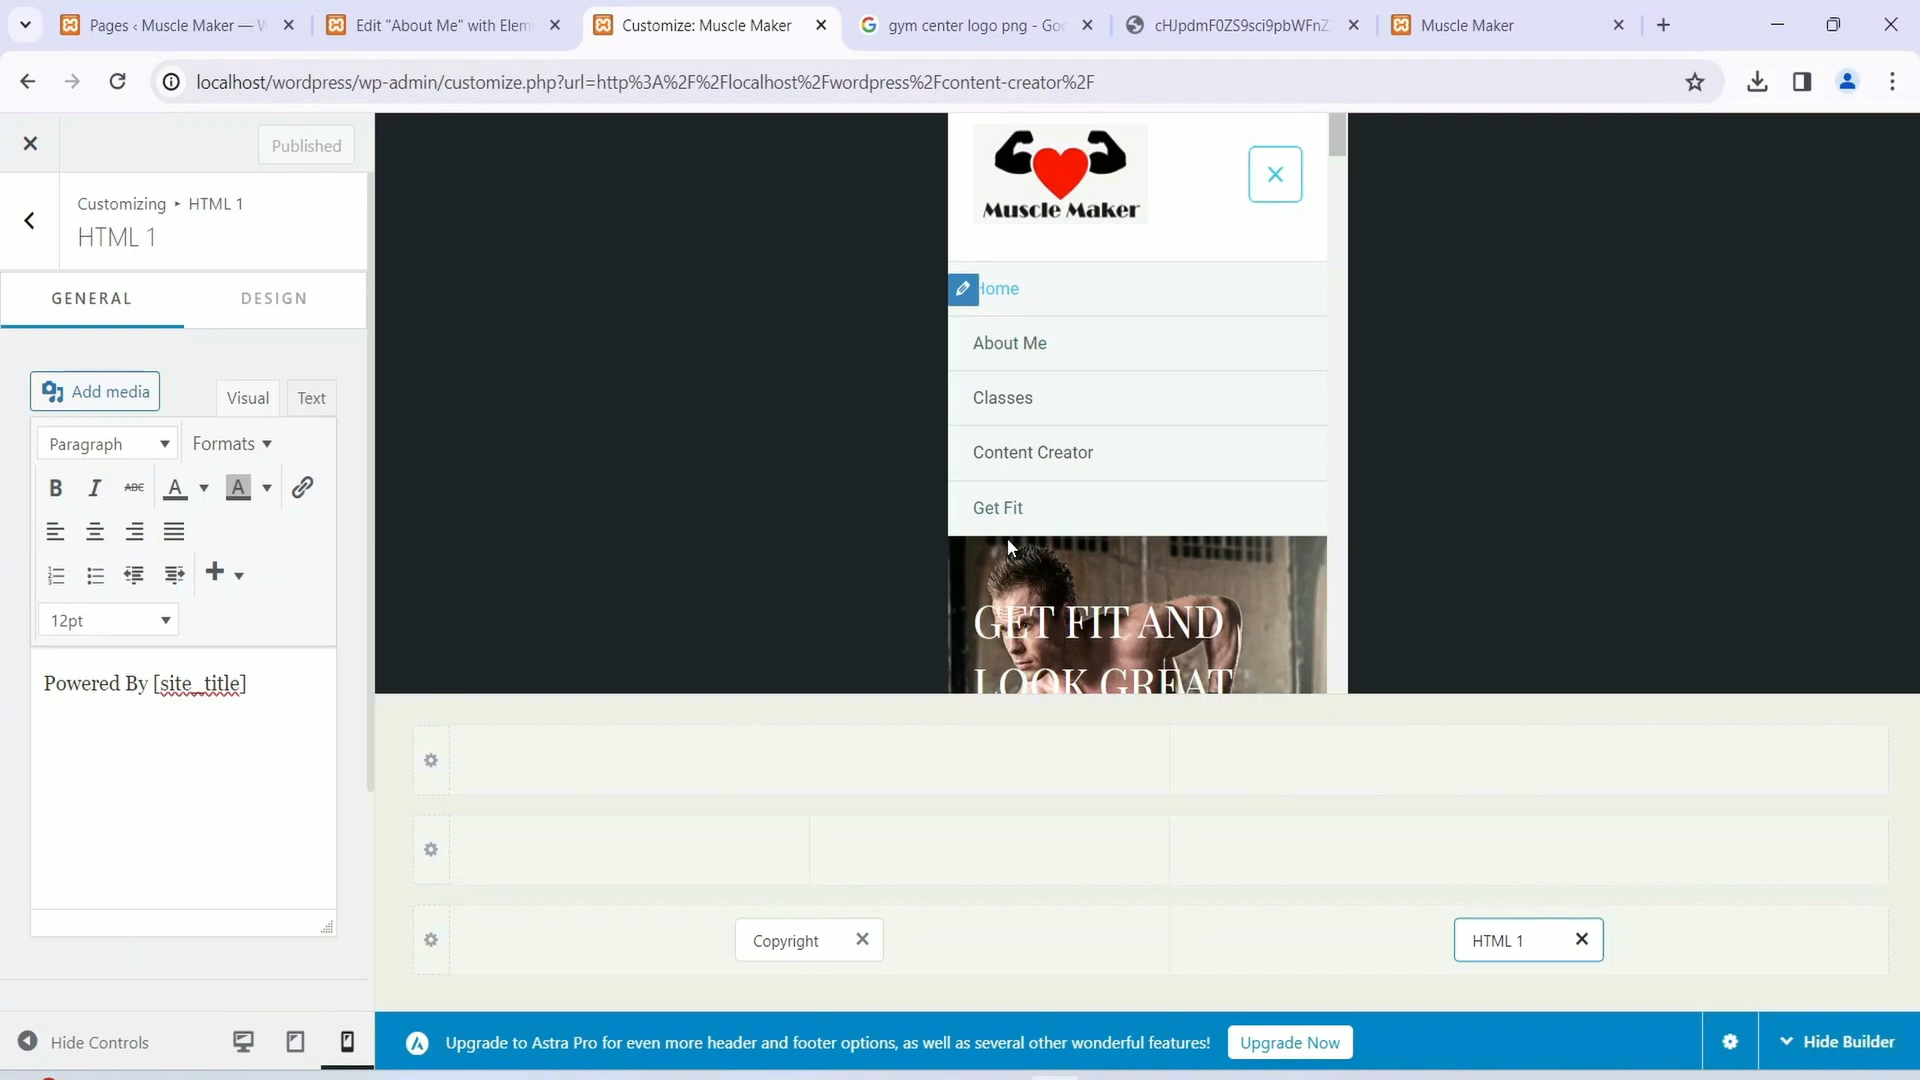 Pages ‹ Muscle Maker — W
Edit "About Me" with Elem
Customize: Muscle Maker
gym center logo png - Goo
cHJpdmF0ZS9sci9pbWFnZ
Muscle Maker
localhost/wordpress/wp-admin/customize.php?url=http%3A%2F%2Flocalhost%2Fwordpress%2Fcontent-creator%2F
Published
Customizing ▸ HTML 1
HTML 1
GENERAL
DESIGN
Add media
Visual
Text
Paragraph
Formats
B I ABC A A
12pt
Powered By [site_title]
Muscle Maker
Home
About Me
Classes
Content Creator
Get Fit
GET FIT AND
LOOK GREAT
Copyright
HTML 1
Hide Controls
Upgrade to Astra Pro for even more header and footer options, as well as several other wonderful features!
Upgrade Now
Hide Builder